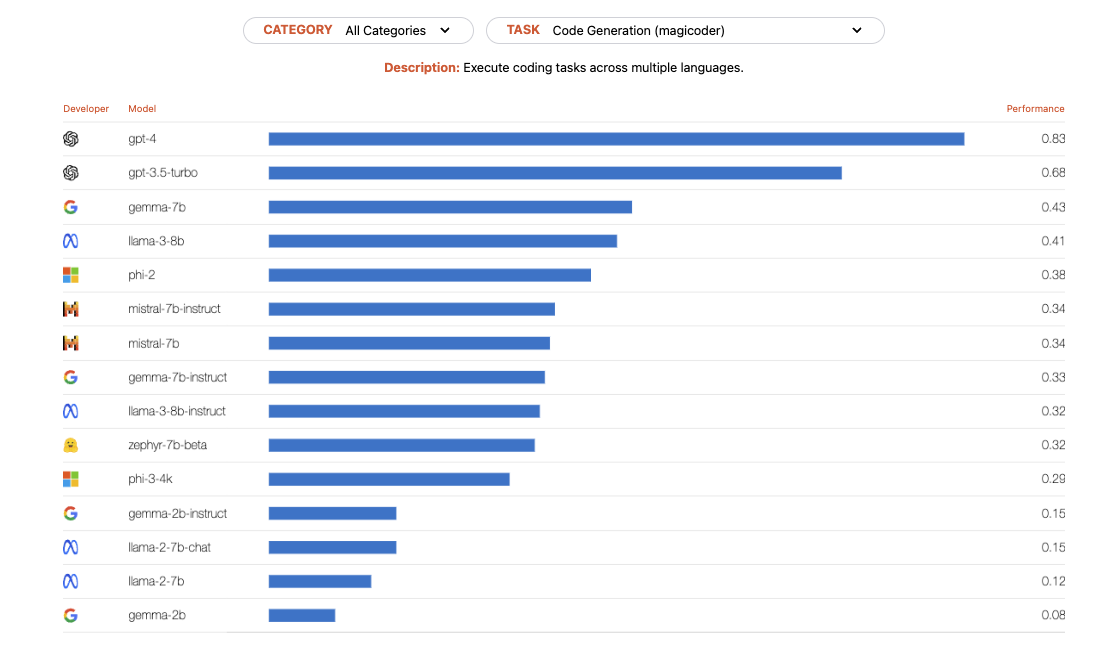 CATEGORY All Categories TASK Code Generation (magicoder)
Description: Execute coding tasks across multiple languages.
Developer Model Performance
gpt-4 0.83
gpt-3.5-turbo 0.68
gemma-7b 0.43
llama-3-8b 0.41
phi-2 0.38
mistral-7b-instruct 0.34
mistral-7b 0.34
gemma-7b-instruct 0.33
llama-3-8b-instruct 0.32
zephyr-7b-beta 0.32
phi-3-4k 0.29
gemma-2b-instruct 0.15
llama-2-7b-chat 0.15
llama-2-7b 0.12
gemma-2b 0.08